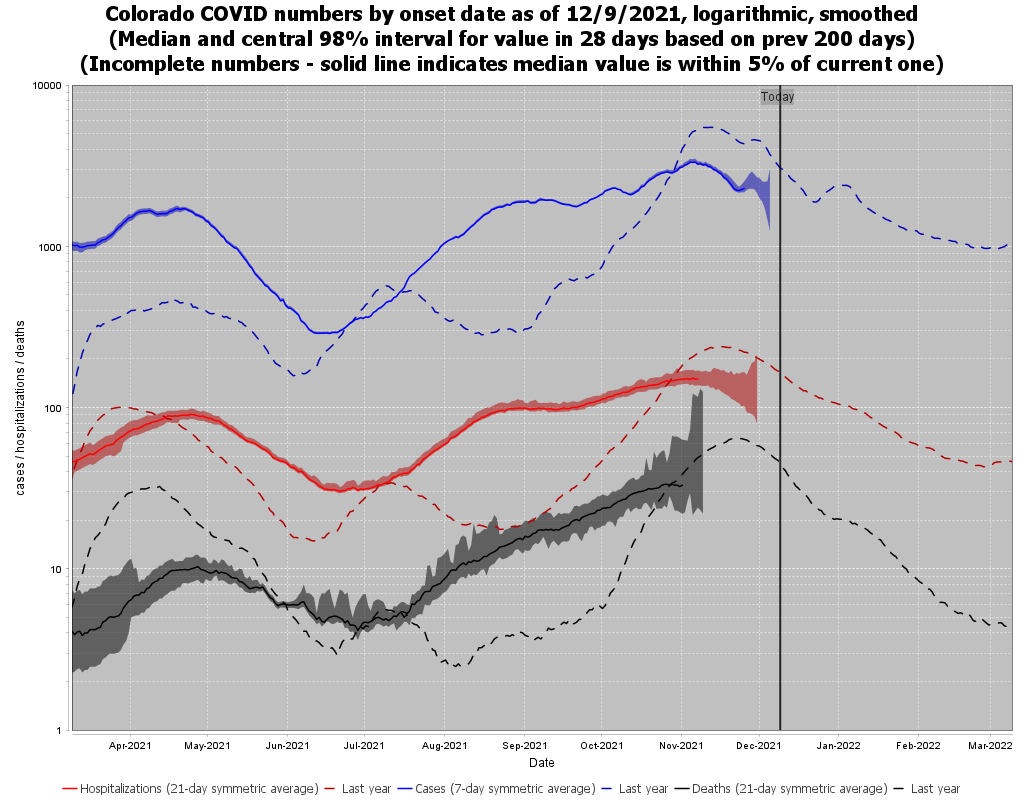 Colorado COVID numbers by onset date as of 12/9/2021, logarithmic, smoothed
(Median and central 98% interval for value in 28 days based on prev 200 days)
(Incomplete numbers - solid line indicates median value is within 5% of current one)
Today
10000
1000
100
10
1
cases / hospitalizations / deaths
Apr-2021 May-2021 Jun-2021 Jul-2021 Aug-2021 Sep-2021 Oct-2021 Nov-2021 Dec-2021 Jan-2022 Feb-2022 Mar-2022
Date
Hospitalizations (21-day symmetric average) Last year Cases (7-day symmetric average) Last year Deaths (21-day symmetric average) Last year